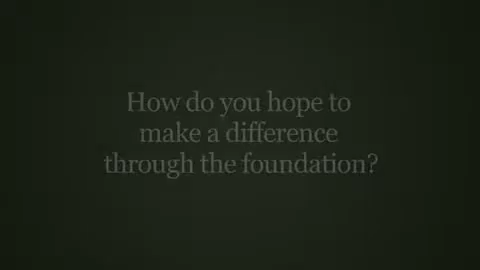 How do you hope to
make a difference
through the foundation?